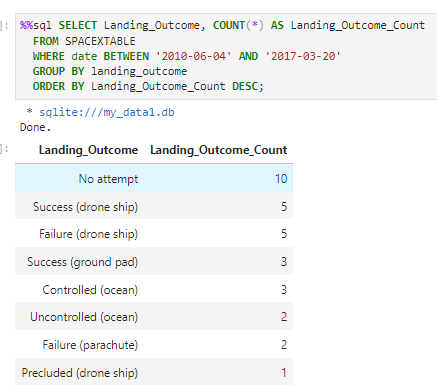 ]: %%sql SELECT Landing_Outcome, COUNT(*) AS Landing_Outcome_Count
FROM SPACEXTABLE
WHERE date BETWEEN '2010-06-04' AND '2017-03-20'
GROUP BY landing_outcome
ORDER BY Landing_Outcome_Count DESC;
* sqlite:///my_data1.db
Done.
]: Landing_Outcome Landing_Outcome_Count
No attempt 10
Success (drone ship) 5
Failure (drone ship) 5
Success (ground pad) 3
Controlled (ocean) 3
Uncontrolled (ocean) 2
Failure (parachute) 2
Precluded (drone ship) 1